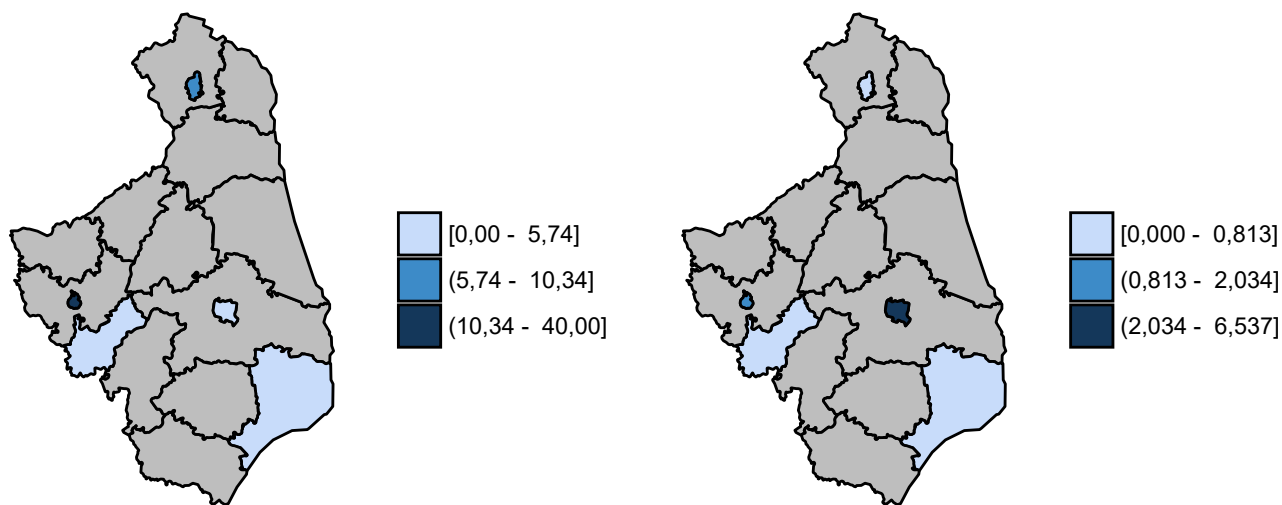 [0,00 - 5,74]
(5,74 - 10,34]
(10,34 - 40,00]
[0,000 - 0,813]
(0,813 - 2,034]
(2,034 - 6,537]